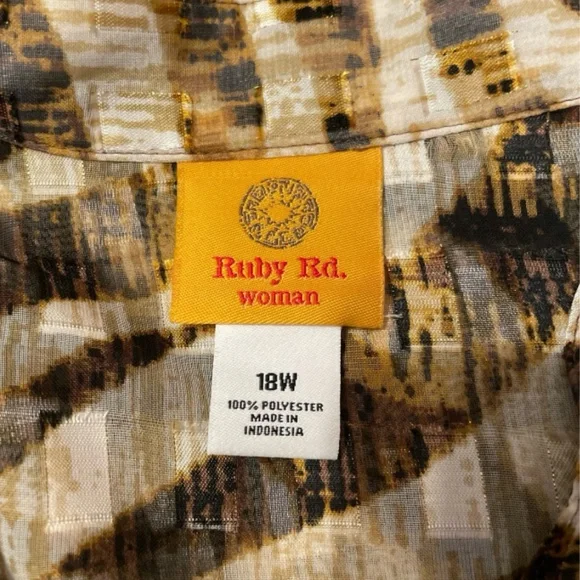 Ruby Rd.
woman
18W
100% POLYESTER
MADE IN
INDONESIA